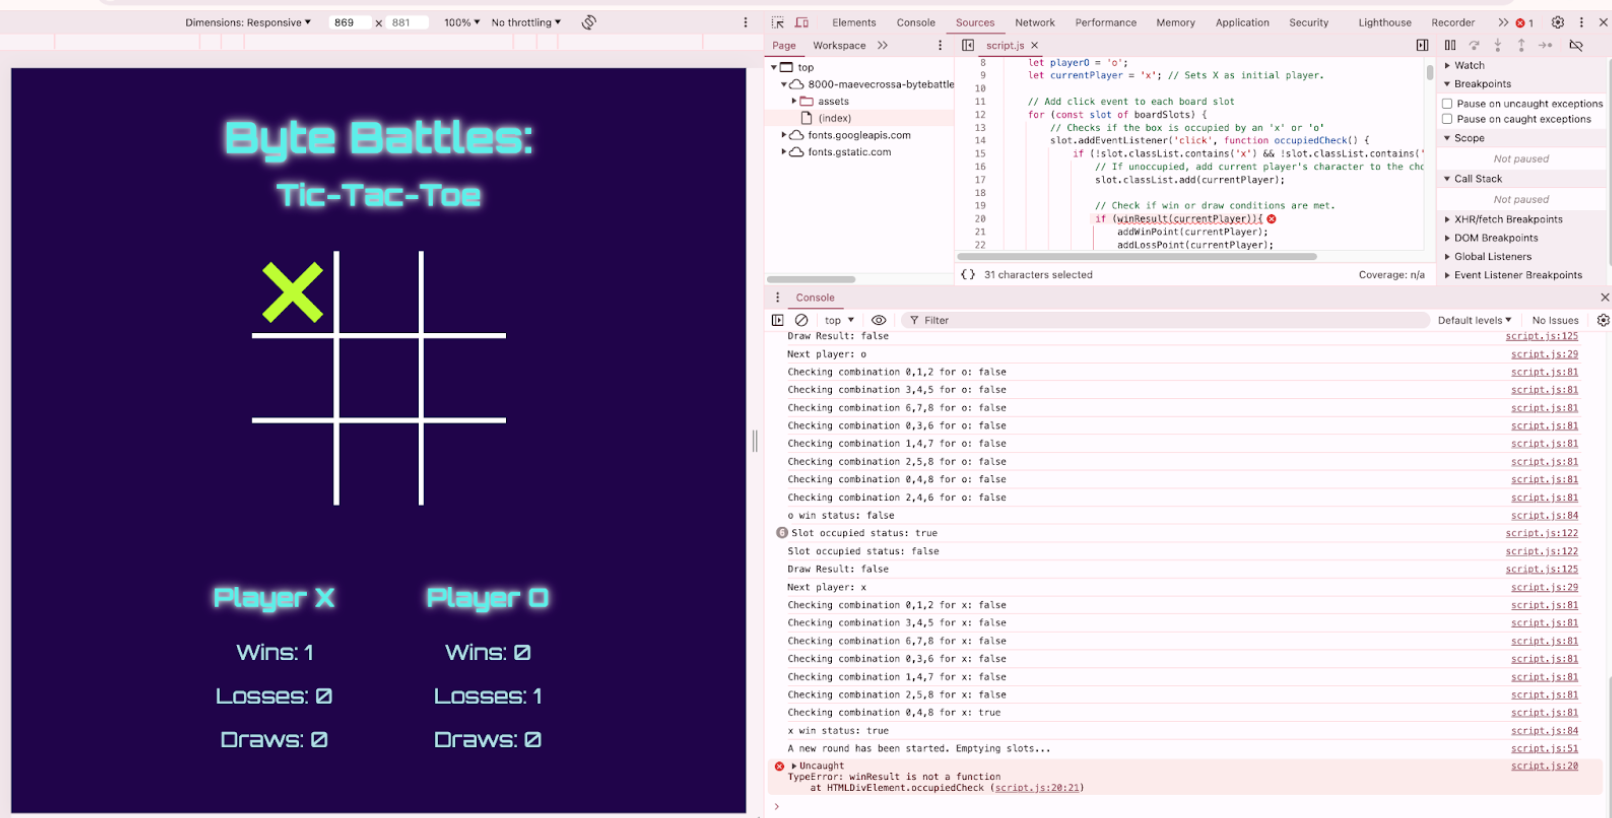 Dimensions: Responsive ▼ 869 x 881 100% ▼ No throttling ▼
Byte Battles:
Tic-Tac-Toe
Player X Player O
Wins: 1 Wins: 0
Losses: 0 Losses: 1
Draws: 0 Draws: 0
Elements Console Sources Network Performance Memory Application Security Lighthouse Recorder 1
Page Workspace
top
8000-maevecrossa-bytebattle
assets
(index)
fonts.googleapis.com
fonts.gstatic.com
script.js
8 let playerO = 'o';
9 let currentPlayer = 'x'; // Sets X as initial player.
10
11 // Add click event to each board slot
12 for (const slot of boardSlots) {
13 // Checks if the box is occupied by an 'x' or 'o'
14 slot.addEventListener('click', function occupiedCheck() {
15 if (!slot.classList.contains('x') && !slot.classList.contains('
16 // If unoccupied, add current player's character to the cho
17 slot.classList.add(currentPlayer);
18
19 // Check if win or draw conditions are met.
20 if (winResult(currentPlayer)){
21 addWinPoint(currentPlayer);
22 addLossPoint(currentPlayer);
{} 31 characters selected Coverage: n/a
Watch
Breakpoints
Pause on uncaught exceptions
Pause on caught exceptions
Scope
Not paused
Call Stack
Not paused
XHR/fetch Breakpoints
DOM Breakpoints
Global Listeners
Event Listener Breakpoints
Console
top ▼ Filter Default levels ▼ No Issues
Draw Result: false script.js:125
Next player: o script.js:29
Checking combination 0,1,2 for o: false script.js:81
Checking combination 3,4,5 for o: false script.js:81
Checking combination 6,7,8 for o: false script.js:81
Checking combination 0,3,6 for o: false script.js:81
Checking combination 1,4,7 for o: false script.js:81
Checking combination 2,5,8 for o: false script.js:81
Checking combination 0,4,8 for o: false script.js:81
Checking combination 2,4,6 for o: false script.js:81
o win status: false script.js:84
6 Slot occupied status: true script.js:122
Slot occupied status: false script.js:122
Draw Result: false script.js:125
Next player: x script.js:29
Checking combination 0,1,2 for x: false script.js:81
Checking combination 3,4,5 for x: false script.js:81
Checking combination 6,7,8 for x: false script.js:81
Checking combination 0,3,6 for x: false script.js:81
Checking combination 1,4,7 for x: false script.js:81
Checking combination 2,5,8 for x: false script.js:81
Checking combination 0,4,8 for x: true script.js:81
x win status: true script.js:84
A new round has been started. Emptying slots... script.js:51
Uncaught script.js:20
TypeError: winResult is not a function
at HTMLDivElement.occupiedCheck (script.js:20:21)